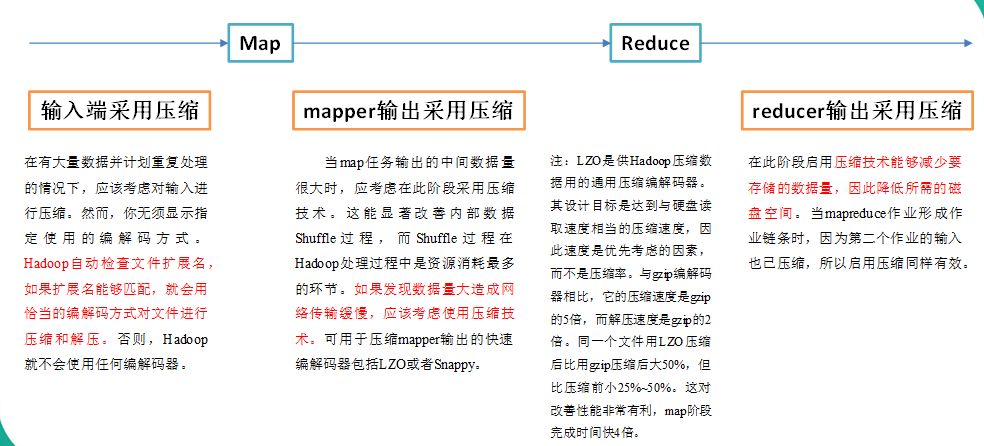 Map
Reduce
输入端采用压缩
在有大量数据并计划重复处理
的情况下，应该考虑对输入进
行压缩。然而，你无须显示指
定使用的编解码方式。
Hadoop自动检查文件扩展名，
如果扩展名能够匹配，就会用
恰当的编解码方式对文件进行
压缩和解压。否则，Hadoop
就不会使用任何编解码器。
mapper输出采用压缩
当map任务输出的中间数据量
很大时，应考虑在此阶段采用压缩
技术。这能显著改善内部数据
Shuffle过程，而Shuffle过程在
Hadoop处理过程中是资源消耗最多
的环节。如果发现数据量大造成网
络传输缓慢，应该考虑使用压缩技
术。可用于压缩mapper输出的快速
编解码器包括LZO或者Snappy。
注：LZO是供Hadoop压缩数
据用的通用压缩编解码器。
其设计目标是达到与硬盘读
取速度相当的压缩速度，因
此速度是优先考虑的因素，
而不是压缩率。与gzip编解码
器相比，它的压缩速度是gzip
的5倍，而解压速度是gzip的2
倍。同一个文件用LZO压缩
后比用gzip压缩后大50%，但
比压缩前小25%~50%。这对
改善性能非常有利，map阶段
完成时间快4倍。
reducer输出采用压缩
在此阶段启用压缩技术能够减少要
存储的数据量，因此降低所需的磁
盘空间。当mapreduce作业形成作
业链条时，因为第二个作业的输入
也已压缩，所以启用压缩同样有效。